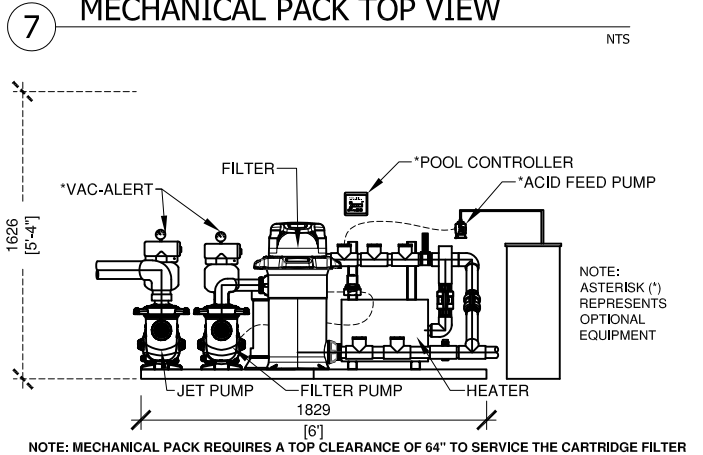 7
MECHANICAL PACK TOP VIEW
NTS
FILTER
*POOL CONTROLLER
*ACID FEED PUMP
*VAC-ALERT
1626
[5'-4"]
NOTE:
ASTERISK (*)
REPRESENTS
OPTIONAL
EQUIPMENT
JET PUMP
FILTER PUMP
HEATER
1829
[6']
NOTE: MECHANICAL PACK REQUIRES A TOP CLEARANCE OF 64" TO SERVICE THE CARTRIDGE FILTER